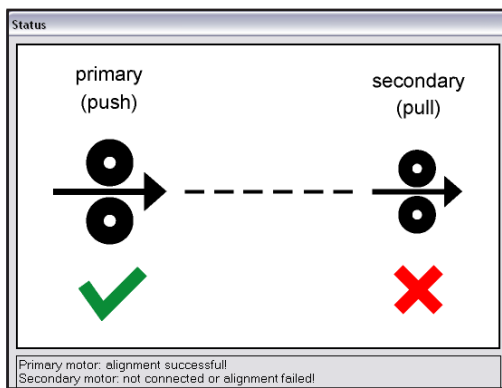 Status
primary
(push)
secondary
(pull)
Primary motor: alignment successful!
Secondary motor: not connected or alignment failed!